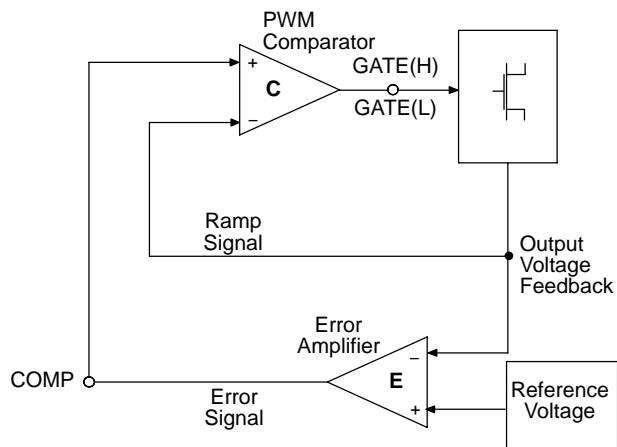 PWM
Comparator
+
C
−
GATE(H)
GATE(L)
Ramp
Signal
Output
Voltage
Feedback
Error
Amplifier
−
E
+
COMP
Error
Signal
Reference
Voltage